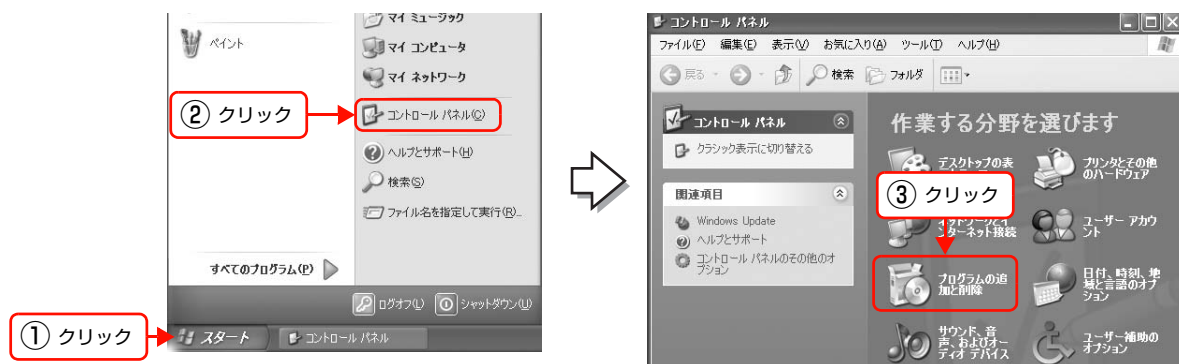 マイ ミュージック
ペイント
マイ コンピュータ
マイ ネットワーク
② クリック
コントロール パネル(C)
ヘルプとサポート(H)
検索(S)
ファイル名を指定して実行(R)...
すべてのプログラム(P)
ログオフ(L)
シャットダウン(U)
① クリック
スタート
コントロール パネル
コントロール パネル
ファイル(F) 編集(E) 表示(V) お気に入り(A) ツール(T) ヘルプ(H)
戻る 検索 フォルダ
コントロール パネル
クラシック表示に切り替える
関連項目
Windows Update
ヘルプとサポート
コントロール パネルのその他のオ
プション
作業する分野を選びます
デスクトップの表
プリンタとその他
のハードウェア
③ クリック
ネットワークとイ
ンターネット接続
ユーザー アカウ
ント
プログラムの追
加と削除
日付、時刻、地
域と言語のオプ
ション
サウンド、音
声、およびオー
ディオ デバイス
ユーザー補助の
オプション